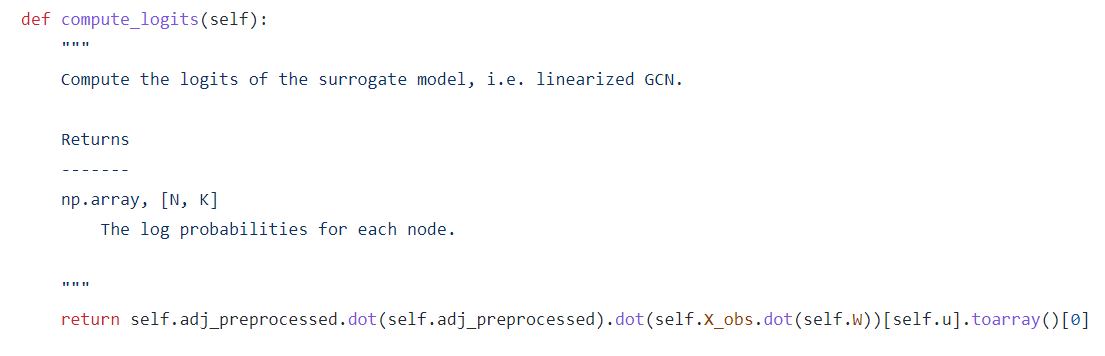 def compute_logits(self):
"""
Compute the logits of the surrogate model, i.e. linearized GCN.
Returns
-------
np.array, [N, K]
The log probabilities for each node.
"""
return self.adj_preprocessed.dot(self.adj_preprocessed).dot(self.X_obs.dot(self.W))[self.u].toarray()[0]